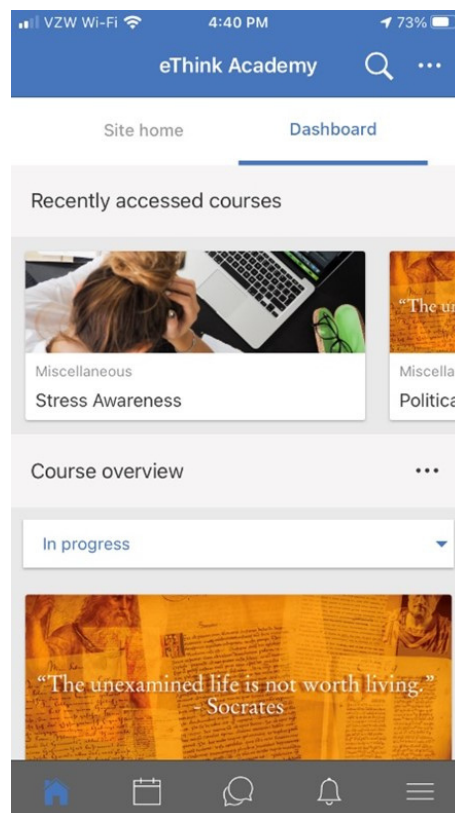 VZW Wi-Fi 4:40 PM 73%
eThink Academy
Site home Dashboard
Recently accessed courses
“The un
Miscellaneous Miscella
Stress Awareness Politica
Course overview
In progress
“The unexamined life is not worth living.”
- Socrates